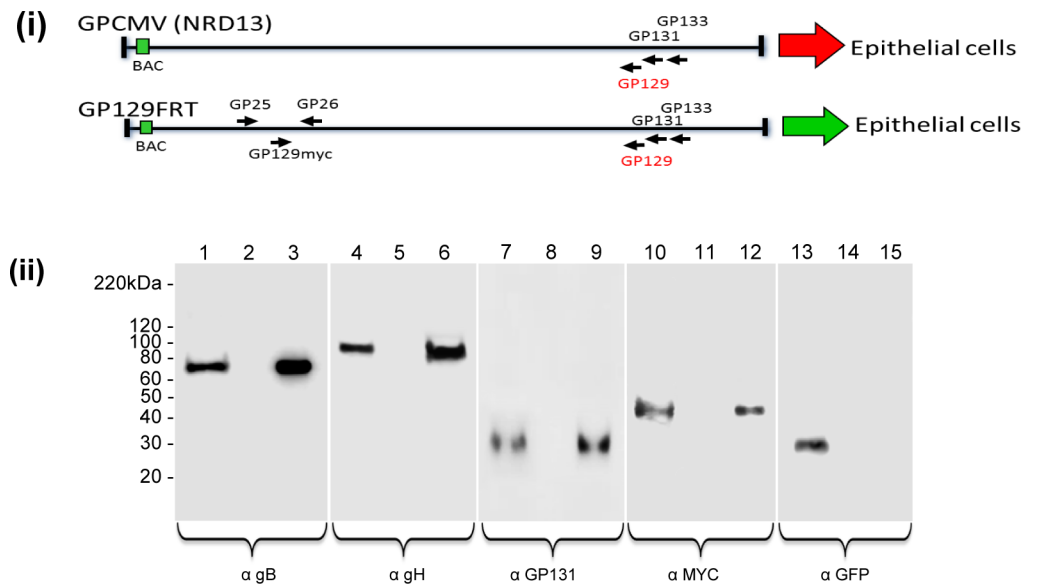 (i)
GPCMV (NRD13)
BAC
GP133
GP131
GP129
Epithelial cells
GP129FRT
BAC
GP25
GP26
GP129myc
GP133
GP131
GP129
Epithelial cells
(ii)
1 2 3 4 5 6 7 8 9 10 11 12 13 14 15
220kDa -
120 -
100 -
80 -
60 -
50 -
40 -
30 -
20 -
α gB
α gH
α GP131
α MYC
α GFP